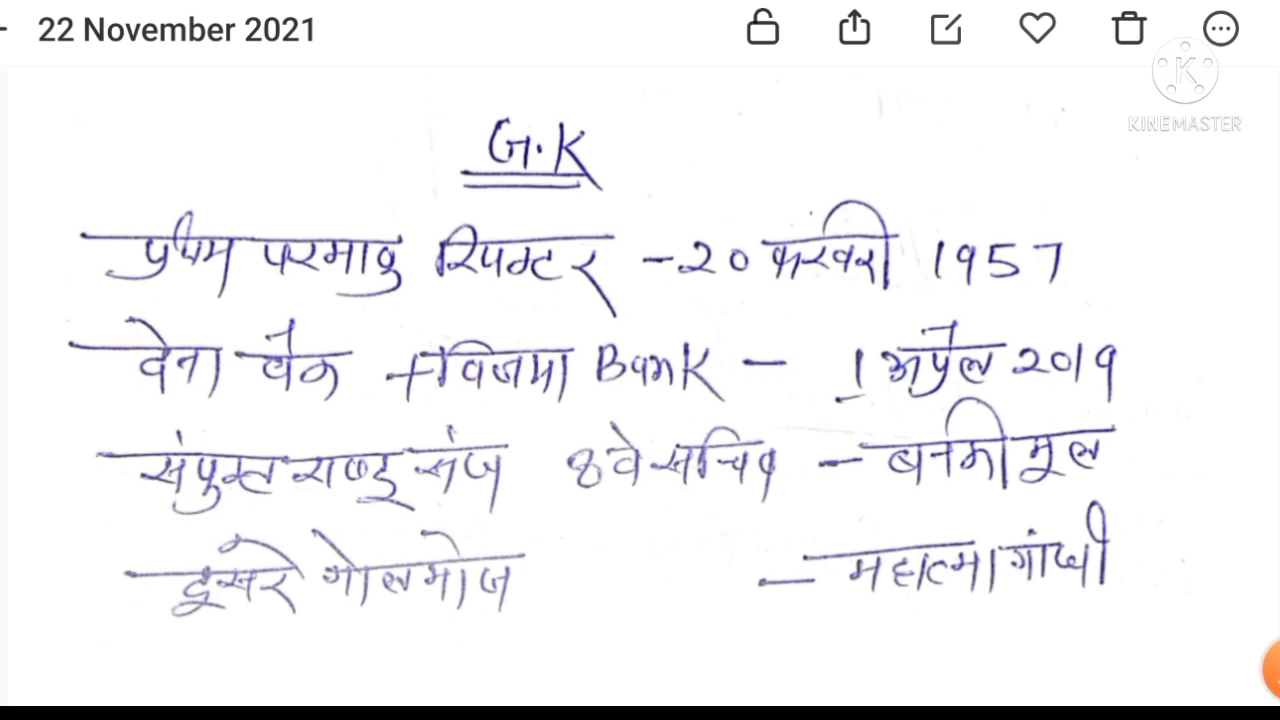 22 November 2021
KINEMASTER
G.K
प्रथम परमाणु रिएक्टर - 20 फरवरी 1957
देना बैंक + विजया Bank - 1 अप्रैल 2019
संयुक्त राष्ट्र संघ 8वे सचिव - बानकीमूल
दूसरे गोलमोज - महात्मा गांधी